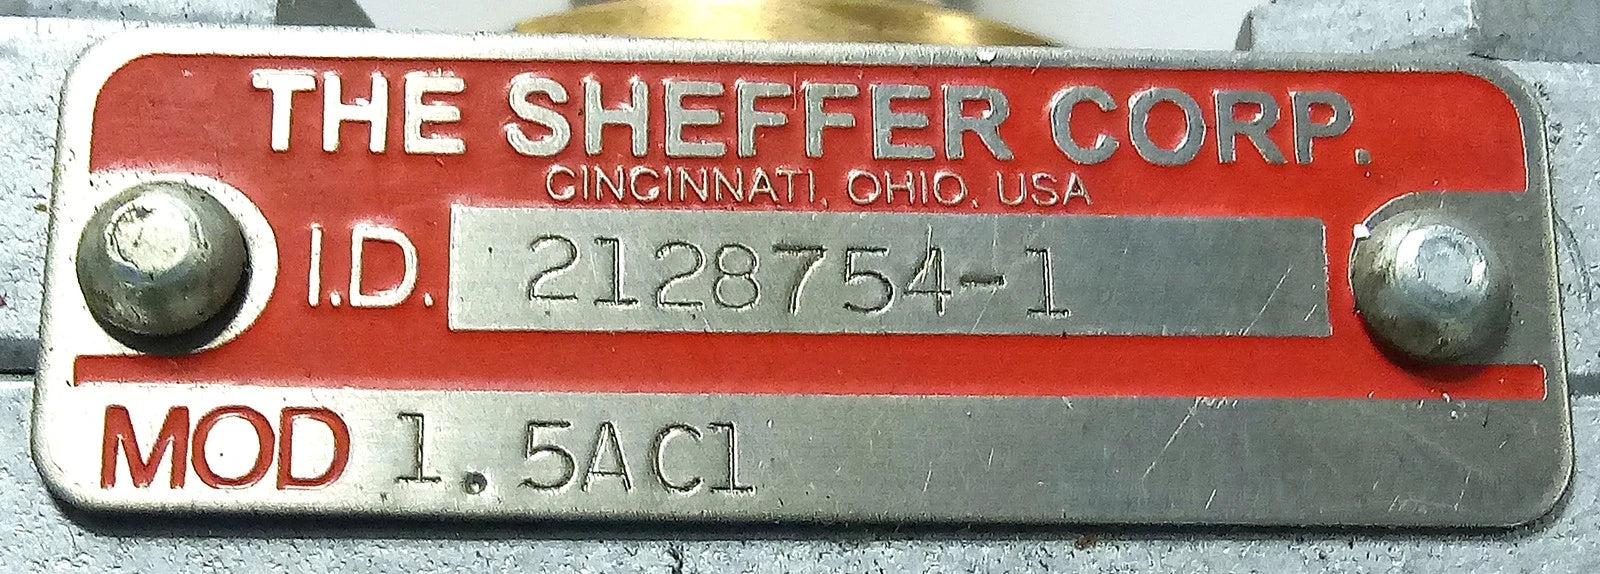 THE SHEFFER CORP.
CINCINNATI, OHIO, USA
I.D. 2128754-1
MOD 1.5AC1